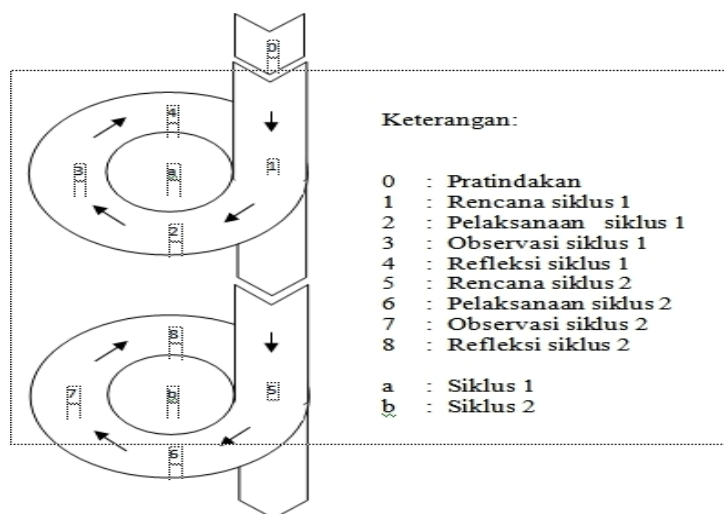 0
4
3
a
1
2
8
7
b
5
6
Keterangan:
0 : Pratindakan
1 : Rencana siklus 1
2 : Pelaksanaan siklus 1
3 : Observasi siklus 1
4 : Refleksi siklus 1
5 : Rencana siklus 2
6 : Pelaksanaan siklus 2
7 : Observasi siklus 2
8 : Refleksi siklus 2
a : Siklus 1
b : Siklus 2